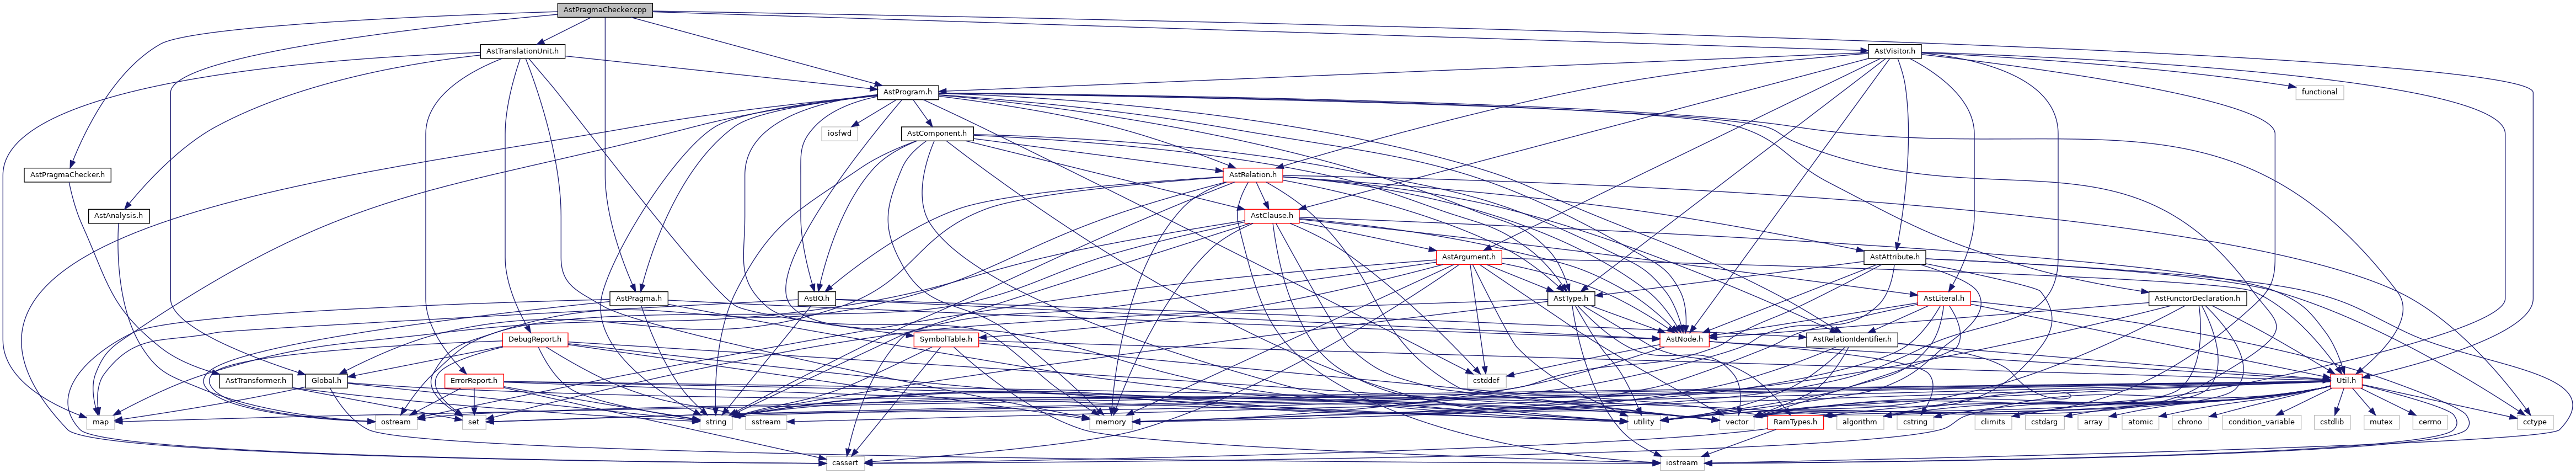 AstPragmaChecker.cpp
AstTranslationUnit.h
AstVisitor.h
AstProgram.h
functional
iosfwd
AstComponent.h
AstPragmaChecker.h
AstRelation.h
AstAnalysis.h
AstClause.h
AstArgument.h
AstAttribute.h
AstPragma.h
AstIO.h
AstType.h
AstLiteral.h
AstFunctorDeclaration.h
DebugReport.h
SymbolTable.h
AstNode.h
AstRelationIdentifier.h
AstTransformer.h
Global.h
ErrorReport.h
cstddef
Util.h
map
ostream
set
string
sstream
memory
utility
vector
RamTypes.h
algorithm
cstring
climits
cstdarg
array
atomic
chrono
condition_variable
cstdlib
mutex
cerrno
cctype
cassert
iostream